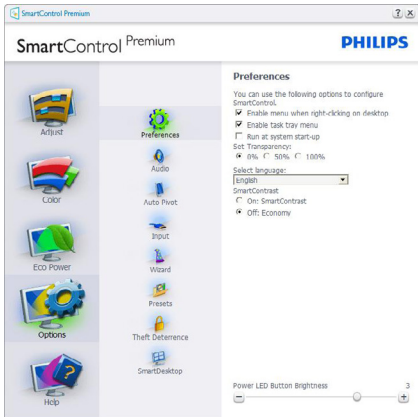 SmartControl Premium
SmartControl Premium
PHILIPS
Adjust
Color
Eco Power
Options
Help
Preferences
Audio
Auto Pivot
Input
Wizard
Presets
Theft Deterrence
SmartDesktop
Preferences
You can use the following options to configure
SmartControl.
Enable menu when right-clicking on desktop
Enable task tray menu
Run at system start-up
Set Transparency:
0% 50% 100%
Select language:
English
SmartContrast
On: SmartContrast
Off: Economy
Power LED Button Brightness 3